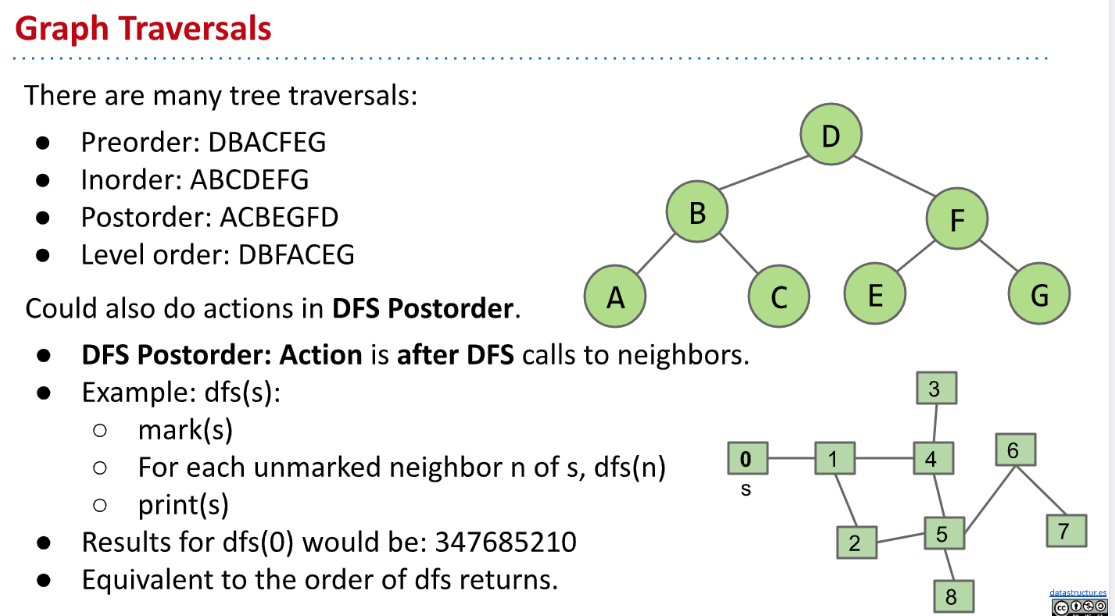 Graph Traversals
There are many tree traversals:
● Preorder: DBACFEG
● Inorder: ABCDEFG
● Postorder: ACBEGFD
● Level order: DBFACEG
Could also do actions in DFS Postorder.
● DFS Postorder: Action is after DFS calls to neighbors.
● Example: dfs(s):
○ mark(s)
○ For each unmarked neighbor n of s, dfs(n)
○ print(s)
● Results for dfs(0) would be: 347685210
● Equivalent to the order of dfs returns.
D
B F
A C E G
3
0 1 4 6
s
2 5 7
8
datastructur.es